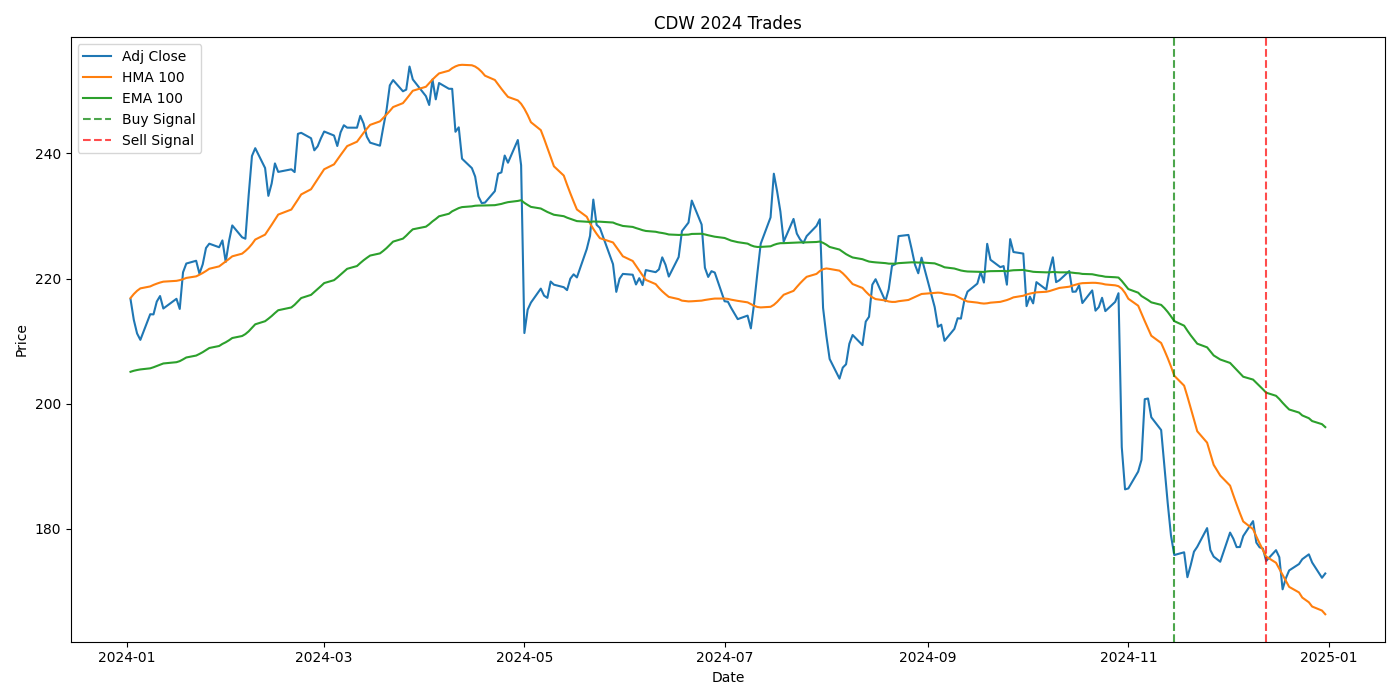 CDW 2024 Trades
Adj Close
HMA 100
EMA 100
Buy Signal
Sell Signal
240
220
200
180
Price
2024-01
2024-03
2024-05
2024-07
2024-09
2024-11
2025-01
Date